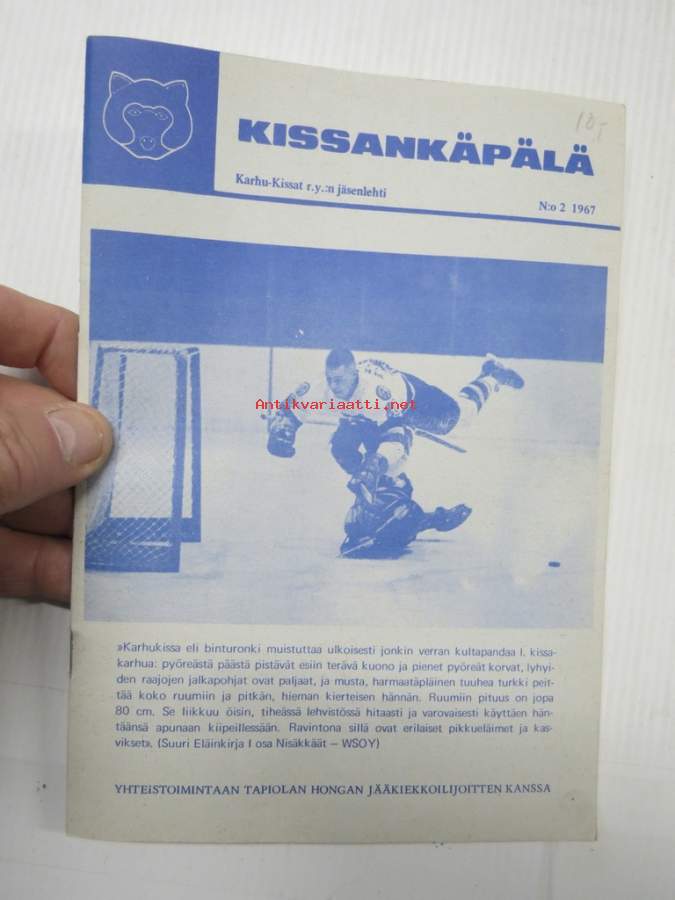 10,-
KISSANKÄPÄLÄ
Karhu-Kissat r.y.:n jäsenlehti
N:o 2 1967
Antikvariaatti.net
»Karhukissa eli binturonki muistuttaa ulkoisesti jonkin verran kultapandaa l. kissa-
karhua: pyöreästä päästä pistävät esiin terävä kuono ja pienet pyöreät korvat, lyhyi-
den raajojen jalkapohjat ovat paljaat, ja musta, harmaatäpläinen tuuhea turkki peit-
tää koko ruumiin ja pitkän, hieman kierteisen hännän. Ruumiin pituus on jopa
80 cm. Se liikkuu öisin, tiheässä lehvistössä hitaasti ja varovaisesti käyttäen hän-
täänsä apunaan kiipeillessään. Ravintona sillä ovat erilaiset pikkueläimet ja kas-
vikset». (Suuri Eläinkirja I osa Nisäkkäät – WSOY)
YHTEISTOIMINTAAN TAPIOLAN HONGAN JÄÄKIEKKOILIJOITTEN KANSSA